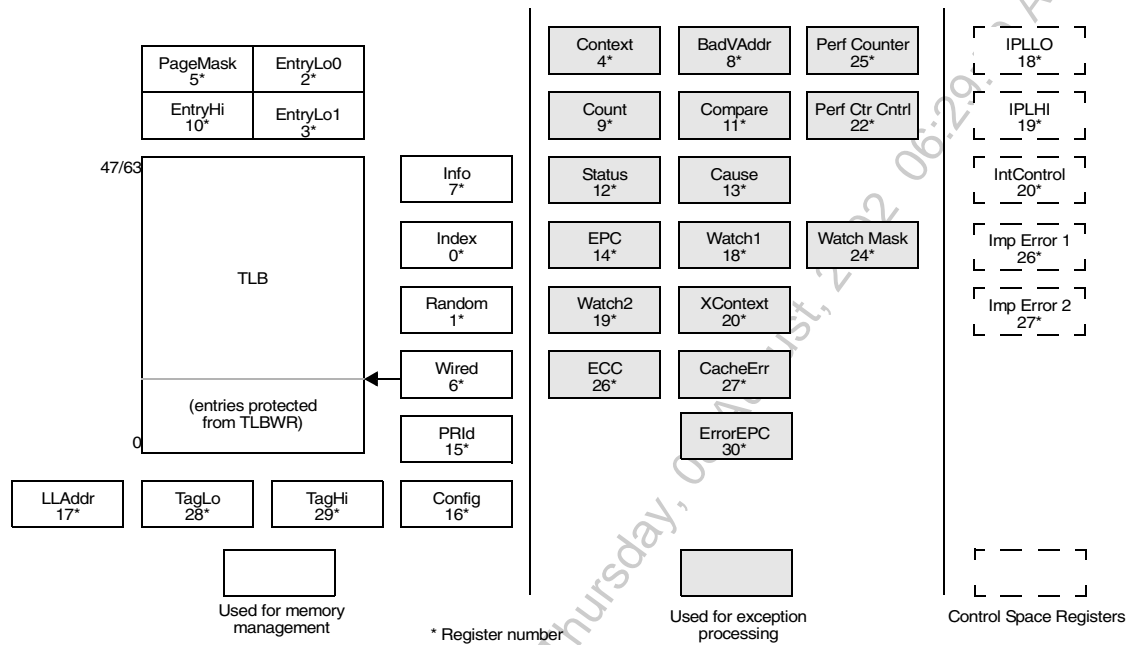 PageMask
5*
EntryLo0
2*
EntryHi
10*
EntryLo1
3*
47/63
TLB
(entries protected
from TLBWR)
0
Info
7*
Index
0*
Random
1*
Wired
6*
PRId
15*
LLAddr
17*
TagLo
28*
TagHi
29*
Config
16*
Used for memory
management
* Register number
Context
4*
BadVAddr
8*
Perf Counter
25*
Count
9*
Compare
11*
Perf Ctr Cntrl
22*
Status
12*
Cause
13*
EPC
14*
Watch1
18*
Watch Mask
24*
Watch2
19*
XContext
20*
ECC
26*
CacheErr
27*
ErrorEPC
30*
Used for exception
processing
IPLLO
18*
IPLHI
19*
IntControl
20*
Imp Error 1
26*
Imp Error 2
27*
Control Space Registers